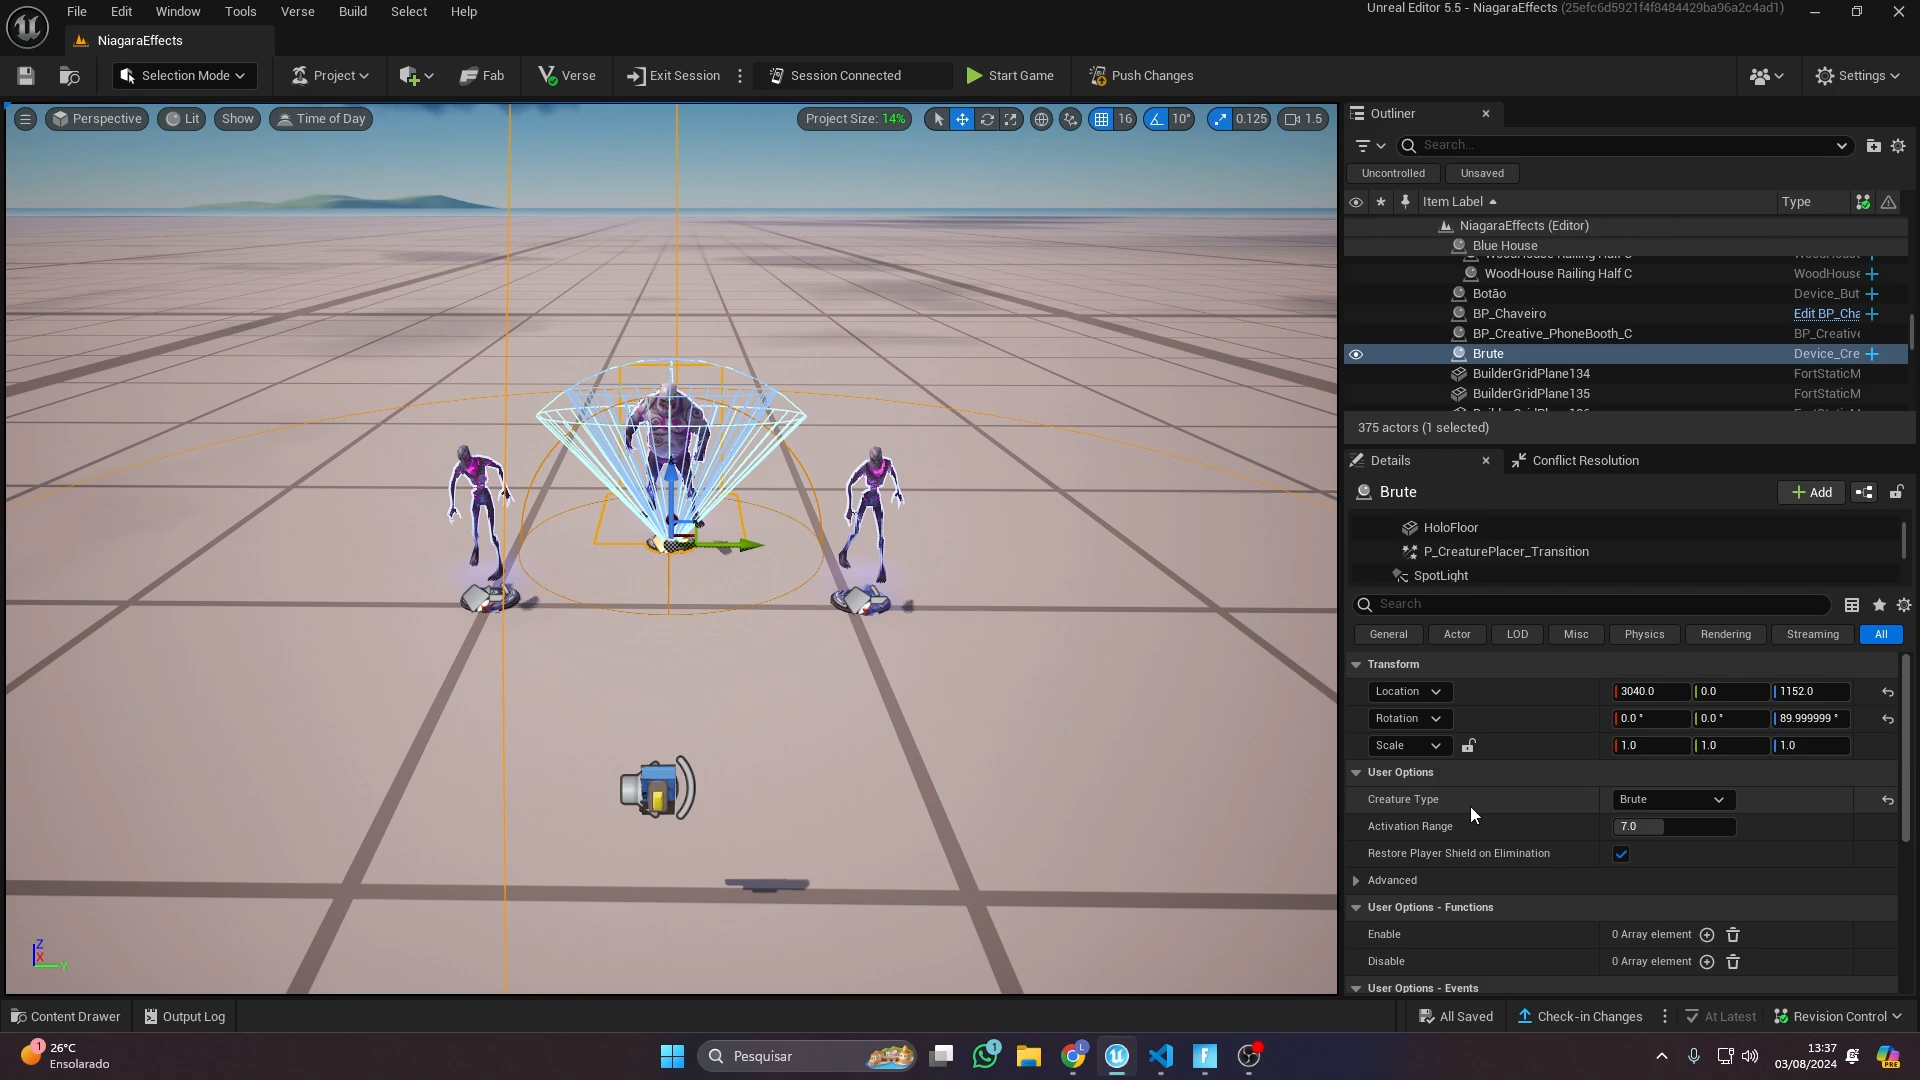 File Edit Window Tools Verse Build Select Help
Unreal Editor 5.5 - NiagaraEffects (25efc6d5921f4f8484429ba96a2c4ad1)
NiagaraEffects
Selection Mode Project Fab Verse Exit Session Session Connected Start Game Push Changes Settings
Perspective Lit Show Time of Day Project Size: 14% 16 10° 0.125 1.5
Outliner
Search...
Uncontrolled Unsaved
Item Label Type
NiagaraEffects (Editor)
Blue House
WoodHouse Railing Half C WoodHouse
Botão Device_But
BP_Chaveiro Edit BP_Cha
BP_Creative_PhoneBooth_C BP_Creative
Brute Device_Cre
BuilderGridPlane134 FortStaticM
BuilderGridPlane135 FortStaticM
375 actors (1 selected)
Details Conflict Resolution
Brute Add
HoloFloor
P_CreaturePlacer_Transition
SpotLight
Search
General Actor LOD Misc Physics Rendering Streaming All
Transform
Location 3040.0 0.0 1152.0
Rotation 0.0 ° 0.0 ° 89.999999 °
Scale 1.0 1.0 1.0
User Options
Creature Type Brute
Activation Range 7.0
Restore Player Shield on Elimination
Advanced
User Options - Functions
Enable 0 Array element
Disable 0 Array element
User Options - Events
Z
X
Y
Content Drawer Output Log All Saved Check-in Changes At Latest Revision Control
1 26°C
Ensolarado
Pesquisar
1
L
13:37
03/08/2024
PRE